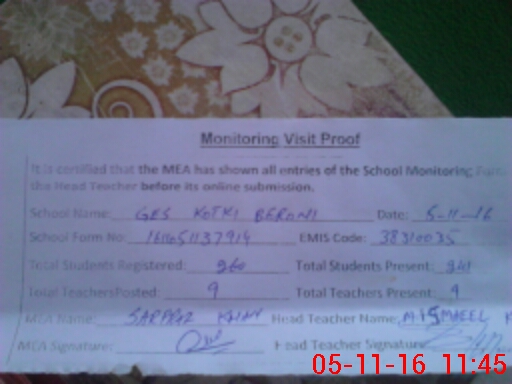 Monitoring Visit Proof
It is certified that the MEA has shown all entries of the School Monitoring Form
the Head Teacher before its online submission.
School Name: GES KOTKI BERANI Date: 5-11-16
School Form No: EMIS Code: 38310035
Total Students Registered: 260 Total Students Present: 241
Total TeachersPosted: 9 Total Teachers Present: 9
MEA Name: SARFRAZ KHAN Head Teacher Name: M ISMAEEL
MEA Signature: Head Teacher Signature
05-11-16 11:45